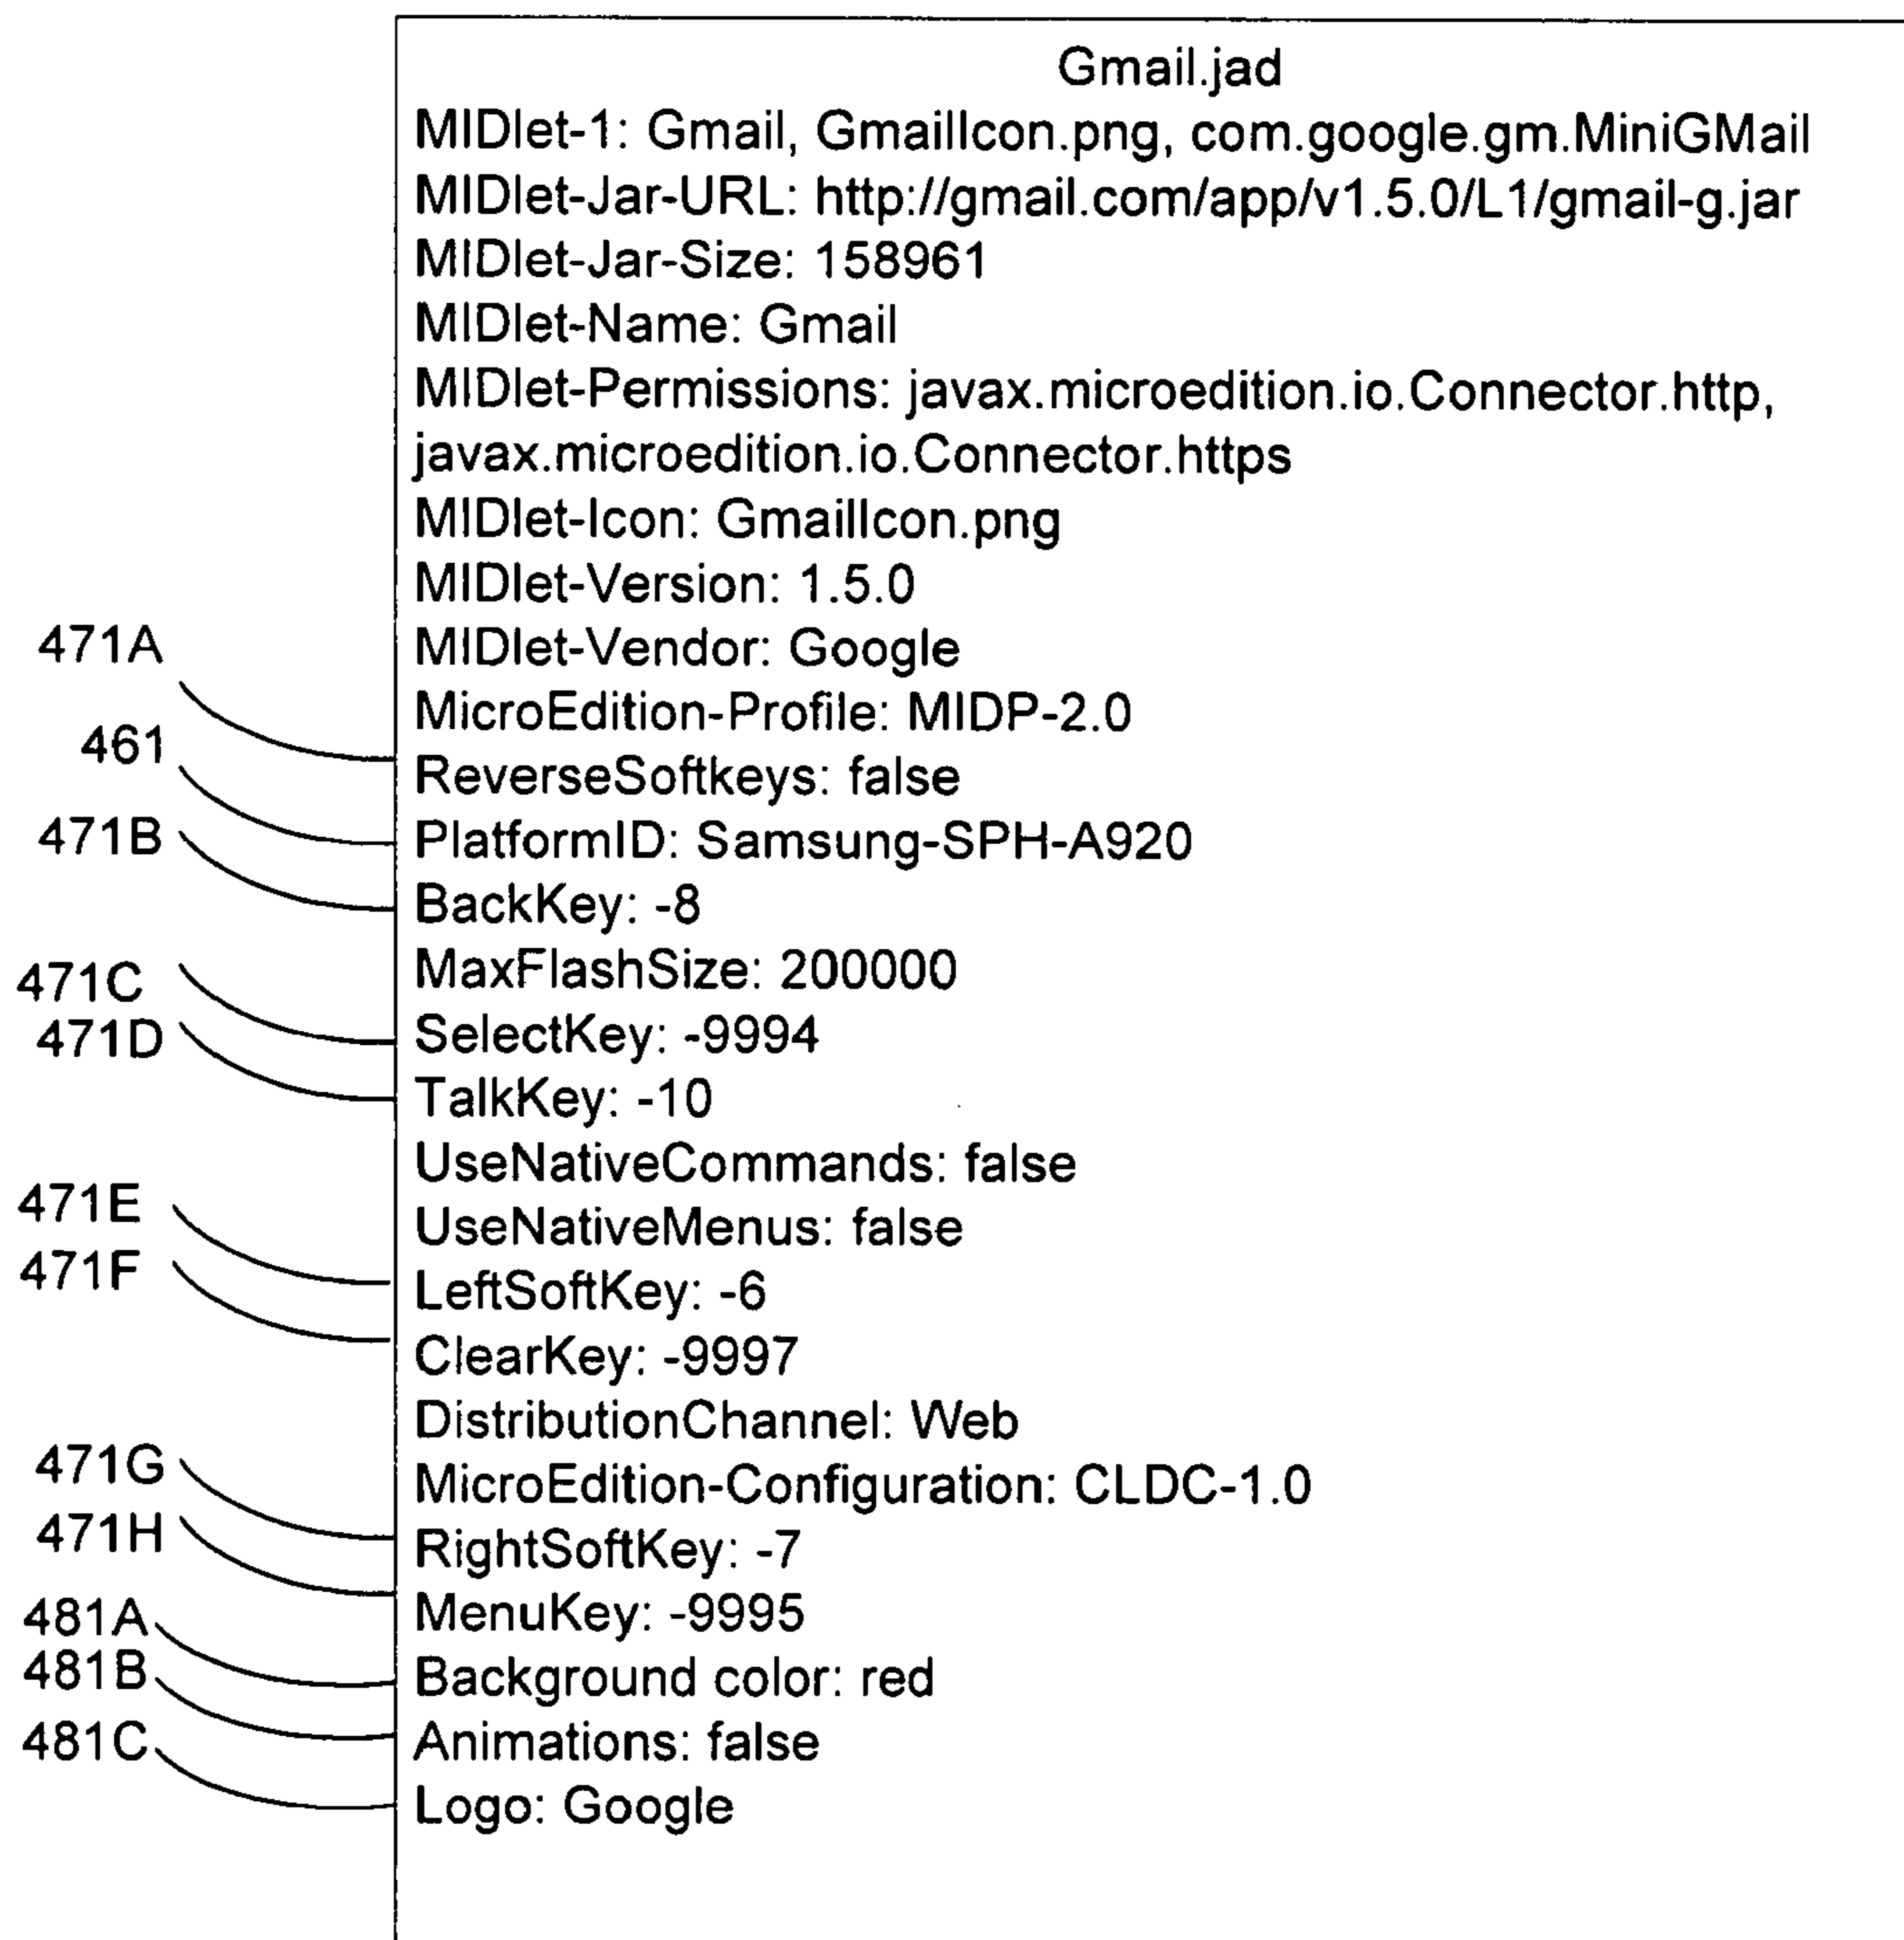 Gmail.jad
MIDlet-1: Gmail, GmailIcon.png, com.google.gm.MiniGMail
MIDlet-Jar-URL: http://gmail.com/app/v1.5.0/L1/gmail-g.jar
MIDlet-Jar-Size: 158961
MIDlet-Name: Gmail
MIDlet-Permissions: javax.microedition.io.Connector.http,
javax.microedition.io.Connector.https
MIDlet-Icon: GmailIcon.png
MIDlet-Version: 1.5.0
471A MIDlet-Vendor: Google
MicroEdition-Profile: MIDP-2.0
461
ReverseSoftkeys: false
471B PlatformID: Samsung-SPH-A920
BackKey: -8
471C MaxFlashSize: 200000
471D SelectKey: -9994
TalkKey: -10
UseNativeCommands: false
471E UseNativeMenus: false
471F LeftSoftKey: -6
ClearKey: -9997
DistributionChannel: Web
471G MicroEdition-Configuration: CLDC-1.0
471H RightSoftKey: -7
481A MenuKey: -9995
481B Background color: red
481C Animations: false
Logo: Google